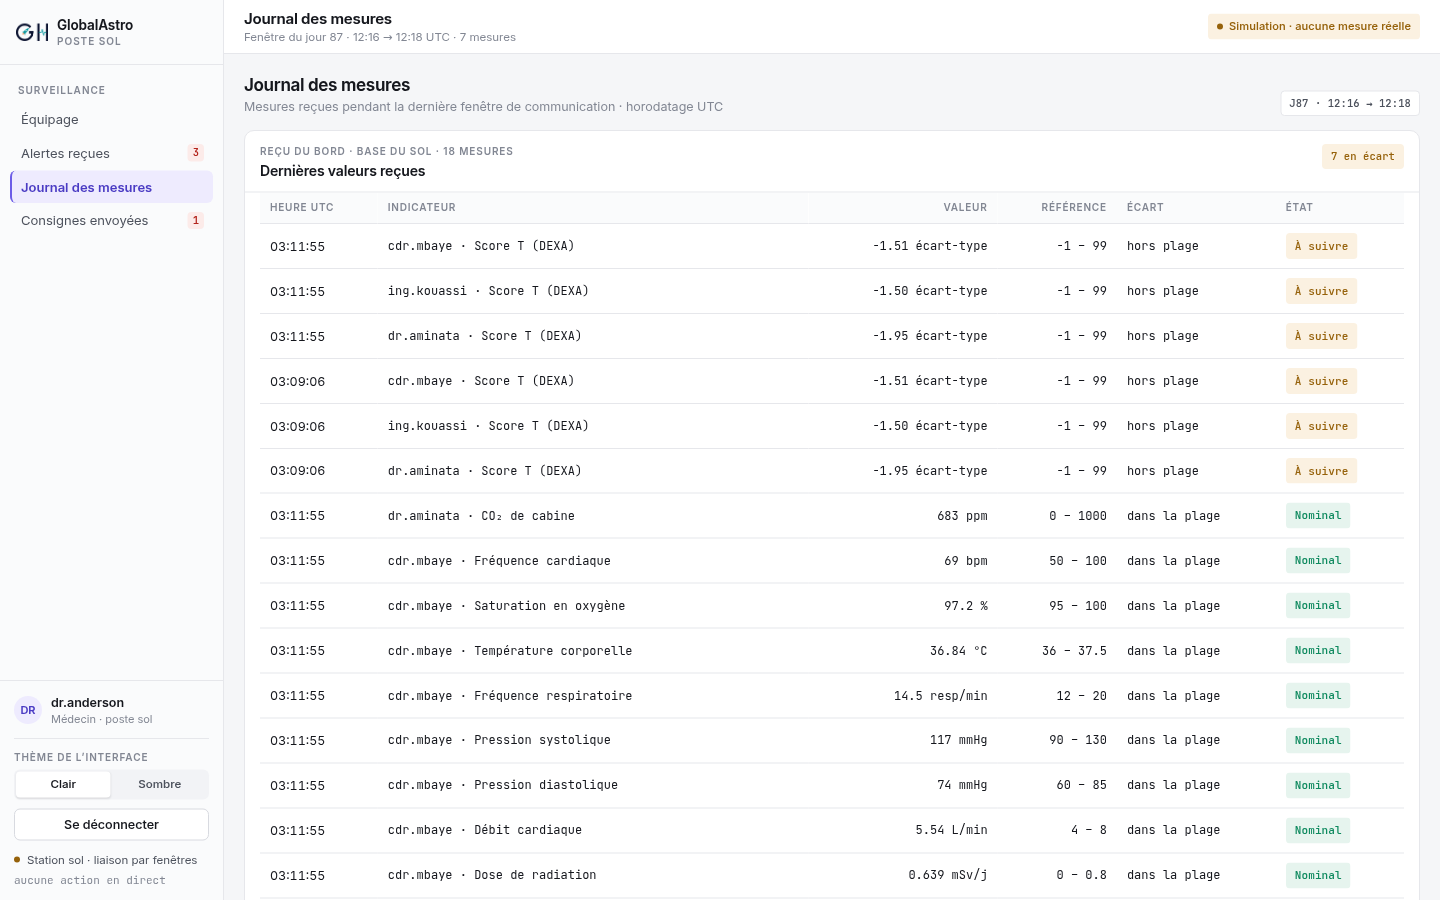 GH
GlobalAstro
POSTE SOL
SURVEILLANCE
Équipage
Alertes reçues 3
Journal des mesures
Consignes envoyées 1
DR
dr.anderson
Médecin · poste sol
THÈME DE L'INTERFACE
Clair Sombre
Se déconnecter
Station sol · liaison par fenêtres
aucune action en direct
Journal des mesures
Fenêtre du jour 87 · 12:16 → 12:18 UTC · 7 mesures
Simulation · aucune mesure réelle
Journal des mesures
Mesures reçues pendant la dernière fenêtre de communication · horodatage UTC
J87 · 12:16 → 12:18
REÇU DU BORD · BASE DU SOL · 18 MESURES
Dernières valeurs reçues
7 en écart
HEURE UTC INDICATEUR VALEUR RÉFÉRENCE ÉCART ÉTAT
03:11:55 cdr.mbaye · Score T (DEXA) -1.51 écart-type -1 – 99 hors plage À suivre
03:11:55 ing.kouassi · Score T (DEXA) -1.50 écart-type -1 – 99 hors plage À suivre
03:11:55 dr.aminata · Score T (DEXA) -1.95 écart-type -1 – 99 hors plage À suivre
03:09:06 cdr.mbaye · Score T (DEXA) -1.51 écart-type -1 – 99 hors plage À suivre
03:09:06 ing.kouassi · Score T (DEXA) -1.50 écart-type -1 – 99 hors plage À suivre
03:09:06 dr.aminata · Score T (DEXA) -1.95 écart-type -1 – 99 hors plage À suivre
03:11:55 dr.aminata · CO₂ de cabine 683 ppm 0 – 1000 dans la plage Nominal
03:11:55 cdr.mbaye · Fréquence cardiaque 69 bpm 50 – 100 dans la plage Nominal
03:11:55 cdr.mbaye · Saturation en oxygène 97.2 % 95 – 100 dans la plage Nominal
03:11:55 cdr.mbaye · Température corporelle 36.84 °C 36 – 37.5 dans la plage Nominal
03:11:55 cdr.mbaye · Fréquence respiratoire 14.5 resp/min 12 – 20 dans la plage Nominal
03:11:55 cdr.mbaye · Pression systolique 117 mmHg 90 – 130 dans la plage Nominal
03:11:55 cdr.mbaye · Pression diastolique 74 mmHg 60 – 85 dans la plage Nominal
03:11:55 cdr.mbaye · Débit cardiaque 5.54 L/min 4 – 8 dans la plage Nominal
03:11:55 cdr.mbaye · Dose de radiation 0.639 mSv/j 0 – 0.8 dans la plage Nominal